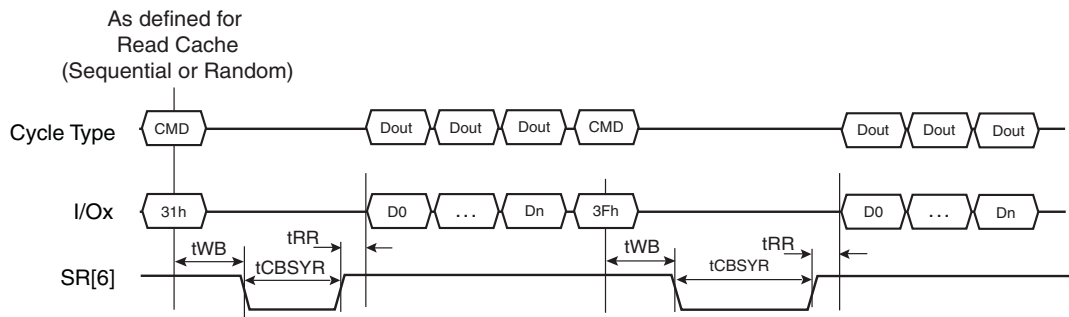 As defined for
Read Cache
(Sequential or Random)
Cycle Type CMD Dout Dout Dout CMD Dout Dout Dout
I/Ox 31h D0 ... Dn 3Fh D0 ... Dn
tWB tRR tWB tRR
SR[6] tCBSYR tCBSYR